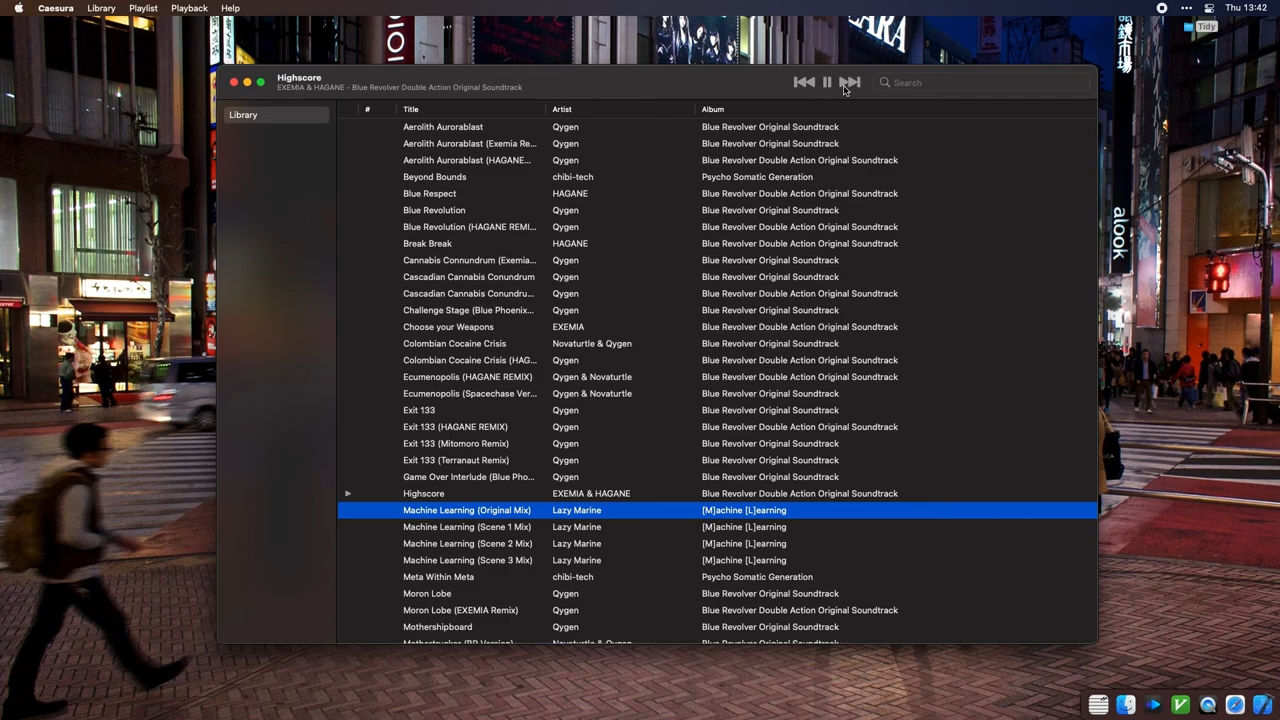 Caesura Library Playlist Playback Help
Thu 13:42
Tidy
Highscore
EXEMIA & HAGANE - Blue Revolver Double Action Original Soundtrack
Search
Library
# Title Artist Album
Aerolith Aurorablast Qygen Blue Revolver Original Soundtrack
Aerolith Aurorablast (Exemia Re... Qygen Blue Revolver Original Soundtrack
Aerolith Aurorablast (HAGANE... Qygen Blue Revolver Double Action Original Soundtrack
Beyond Bounds chibi-tech Psycho Somatic Generation
Blue Respect HAGANE Blue Revolver Double Action Original Soundtrack
Blue Revolution Qygen Blue Revolver Original Soundtrack
Blue Revolution (HAGANE REMI... Qygen Blue Revolver Double Action Original Soundtrack
Break Break HAGANE Blue Revolver Double Action Original Soundtrack
Cannabis Connundrum (Exemia... Qygen Blue Revolver Original Soundtrack
Cascadian Cannabis Conundrum Qygen Blue Revolver Original Soundtrack
Cascadian Cannabis Conundru... Qygen Blue Revolver Double Action Original Soundtrack
Challenge Stage (Blue Phoenix... Qygen Blue Revolver Original Soundtrack
Choose your Weapons EXEMIA Blue Revolver Double Action Original Soundtrack
Colombian Cocaine Crisis Novaturtle & Qygen Blue Revolver Original Soundtrack
Colombian Cocaine Crisis (HAG... Qygen Blue Revolver Double Action Original Soundtrack
Ecumenopolis (HAGANE REMIX) Qygen & Novaturtle Blue Revolver Double Action Original Soundtrack
Ecumenopolis (Spacechase Ver... Qygen & Novaturtle Blue Revolver Original Soundtrack
Exit 133 Qygen Blue Revolver Original Soundtrack
Exit 133 (HAGANE REMIX) Qygen Blue Revolver Double Action Original Soundtrack
Exit 133 (Mitomoro Remix) Qygen Blue Revolver Original Soundtrack
Exit 133 (Terranaut Remix) Qygen Blue Revolver Original Soundtrack
Game Over Interlude (Blue Pho... Qygen Blue Revolver Original Soundtrack
Highscore EXEMIA & HAGANE Blue Revolver Double Action Original Soundtrack
Machine Learning (Original Mix) Lazy Marine [M]achine [L]earning
Machine Learning (Scene 1 Mix) Lazy Marine [M]achine [L]earning
Machine Learning (Scene 2 Mix) Lazy Marine [M]achine [L]earning
Machine Learning (Scene 3 Mix) Lazy Marine [M]achine [L]earning
Meta Within Meta chibi-tech Psycho Somatic Generation
Moron Lobe Qygen Blue Revolver Original Soundtrack
Moron Lobe (EXEMIA Remix) Qygen Blue Revolver Double Action Original Soundtrack
Mothershipboard Qygen Blue Revolver Original Soundtrack
alook